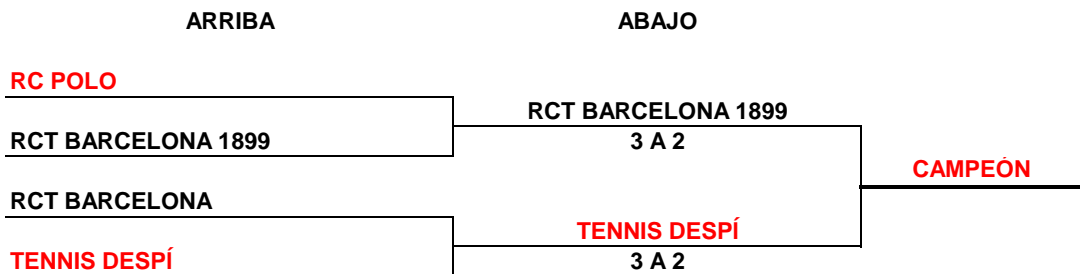 ARRIBA
ABAJO
RC POLO
RCT BARCELONA 1899
RCT BARCELONA 1899
3 A 2
CAMPEÓN
RCT BARCELONA
TENNIS DESPÍ
TENNIS DESPÍ
3 A 2